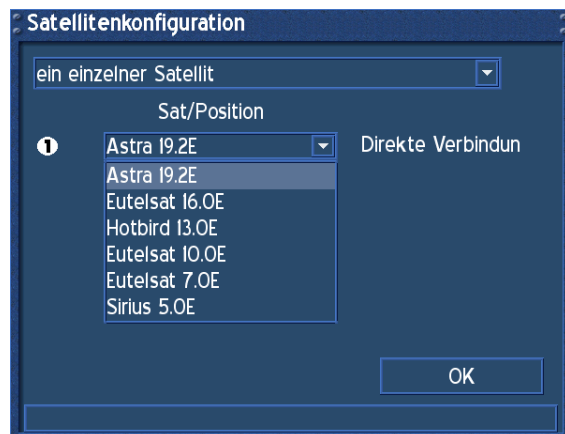 Satellitenkonfiguration
ein einzelner Satellit
Sat/Position
1 Astra 19.2E Direkte Verbindun
Astra 19.2E
Eutelsat 16.0E
Hotbird 13.0E
Eutelsat 10.0E
Eutelsat 7.0E
Sirius 5.0E
OK